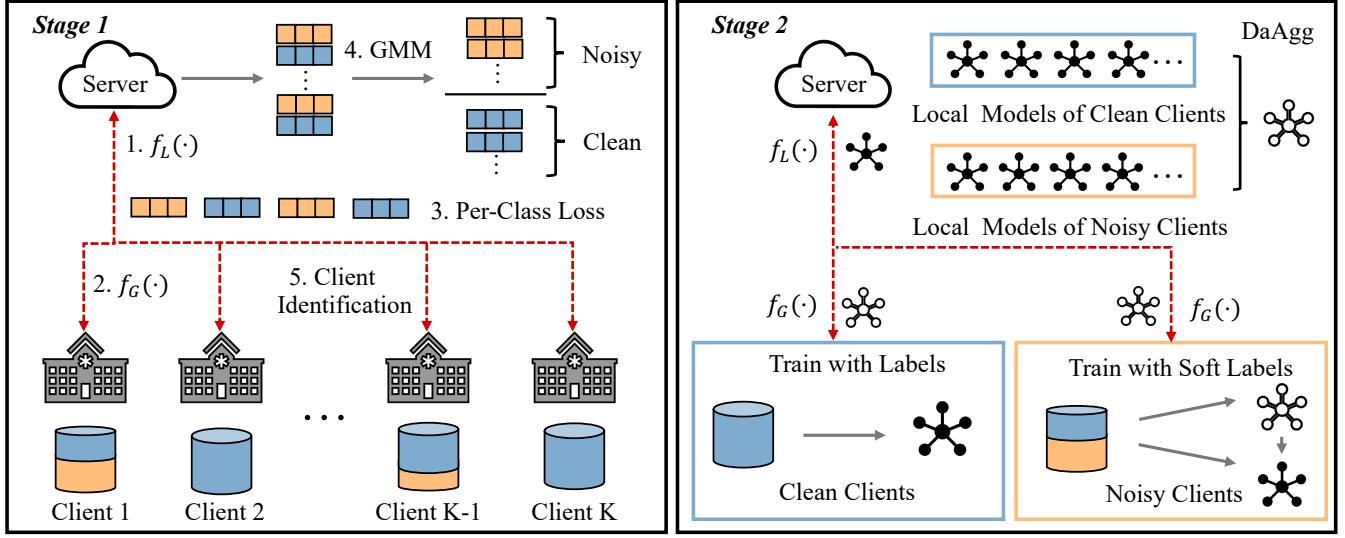 Stage 1
Server
4. GMM
Noisy
Clean
1. f_L(·)
3. Per-Class Loss
2. f_G(·)
5. Client
Identification
Client 1
Client 2
Client K-1
Client K
Stage 2
Server
DaAgg
Local Models of Clean Clients
f_L(·)
Local Models of Noisy Clients
f_G(·)
f_G(·)
Train with Labels
Clean Clients
Train with Soft Labels
Noisy Clients